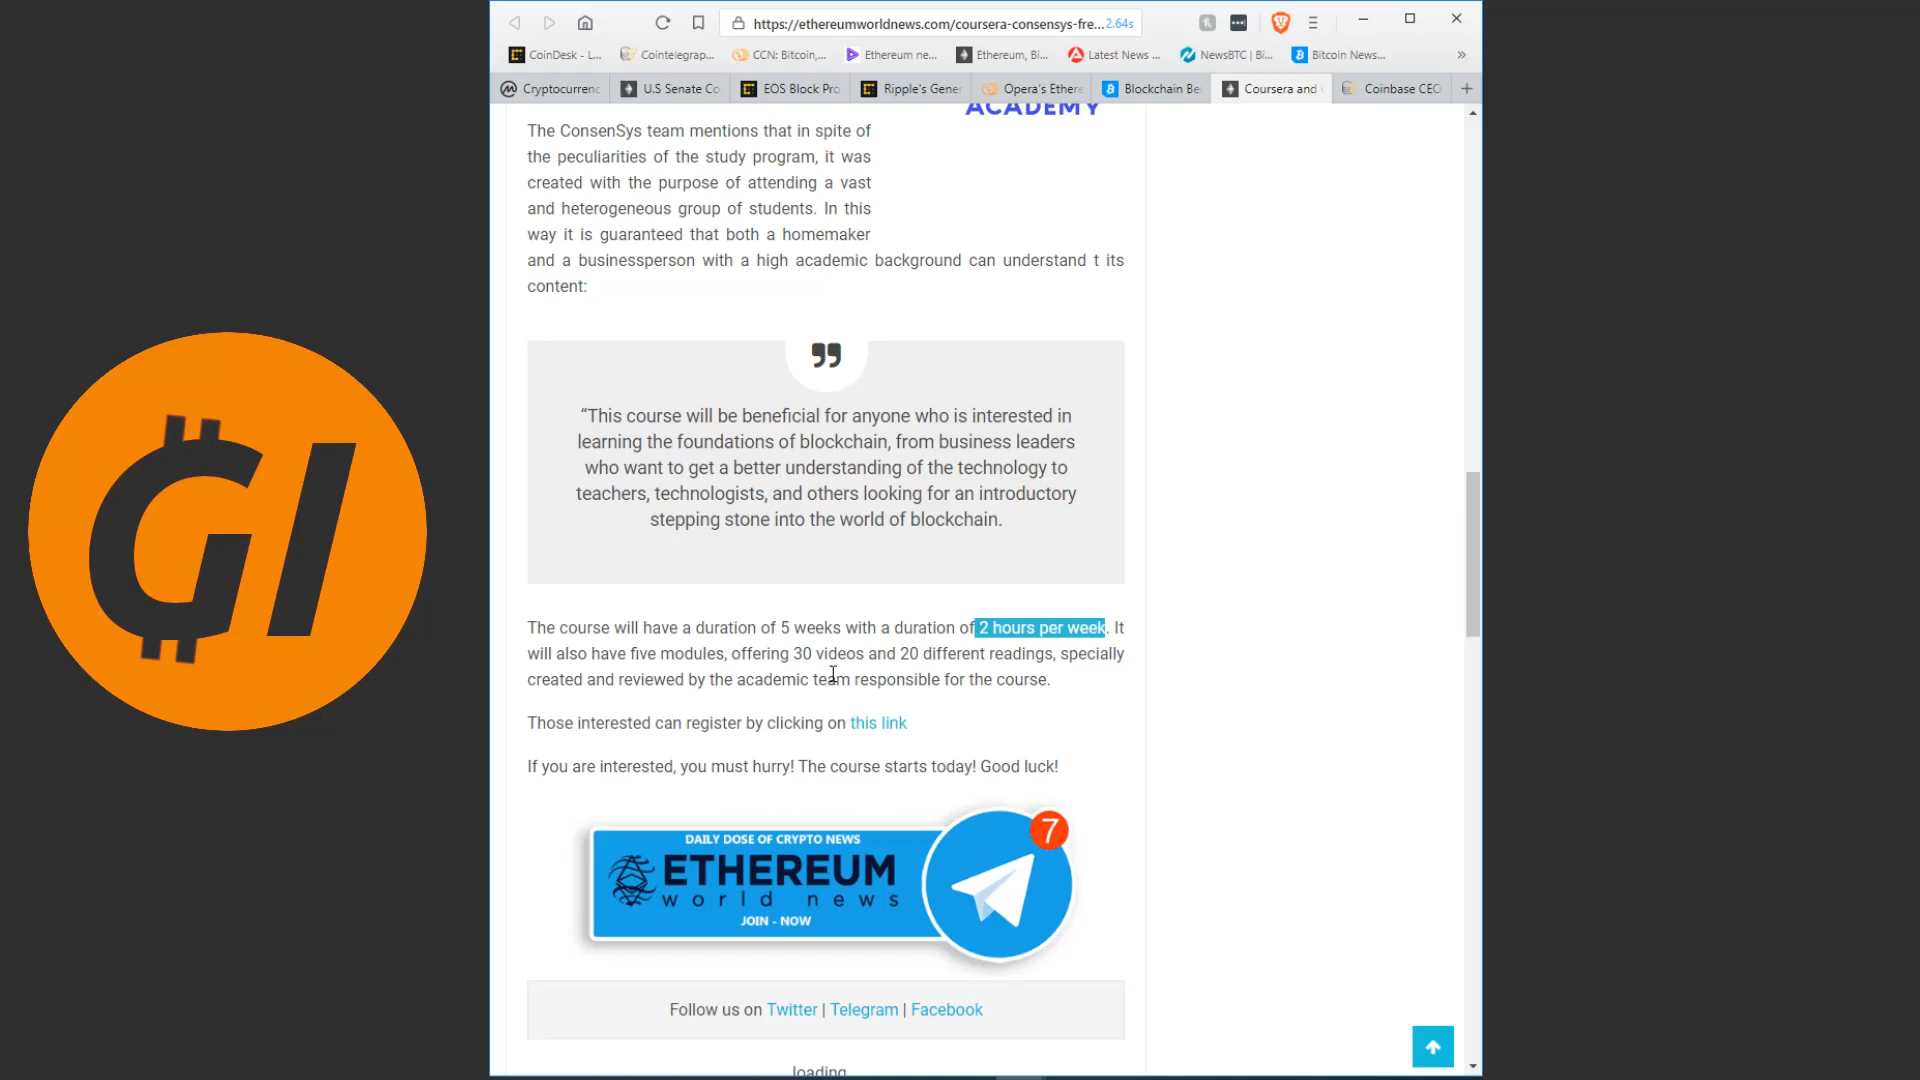 https://ethereumworldnews.com/coursera-consensys-fre... 2.64s
CoinDesk - L... Cointelegrap... CCN: Bitcoin,... Ethereum ne... Ethereum, Bi... Latest News ... NewsBTC | Bi... Bitcoin News... »
Cryptocurrenc U.S Senate Co EOS Block Pro Ripple's Gene Opera's Ethere Blockchain Be Coursera and Coinbase CEO +
ACADEMY
The ConsenSys team mentions that in spite of
the peculiarities of the study program, it was
created with the purpose of attending a vast
and heterogeneous group of students. In this
way it is guaranteed that both a homemaker
and a businessperson with a high academic background can understand t its
content:
"
“This course will be beneficial for anyone who is interested in
learning the foundations of blockchain, from business leaders
who want to get a better understanding of the technology to
teachers, technologists, and others looking for an introductory
stepping stone into the world of blockchain.
The course will have a duration of 5 weeks with a duration of 2 hours per week. It
will also have five modules, offering 30 videos and 20 different readings, specially
created and reviewed by the academic team responsible for the course.
Those interested can register by clicking on this link
If you are interested, you must hurry! The course starts today! Good luck!
DAILY DOSE OF CRYPTO NEWS
ETHEREUM
world news
JOIN - NOW
7
Follow us on Twitter | Telegram | Facebook
loading
GI